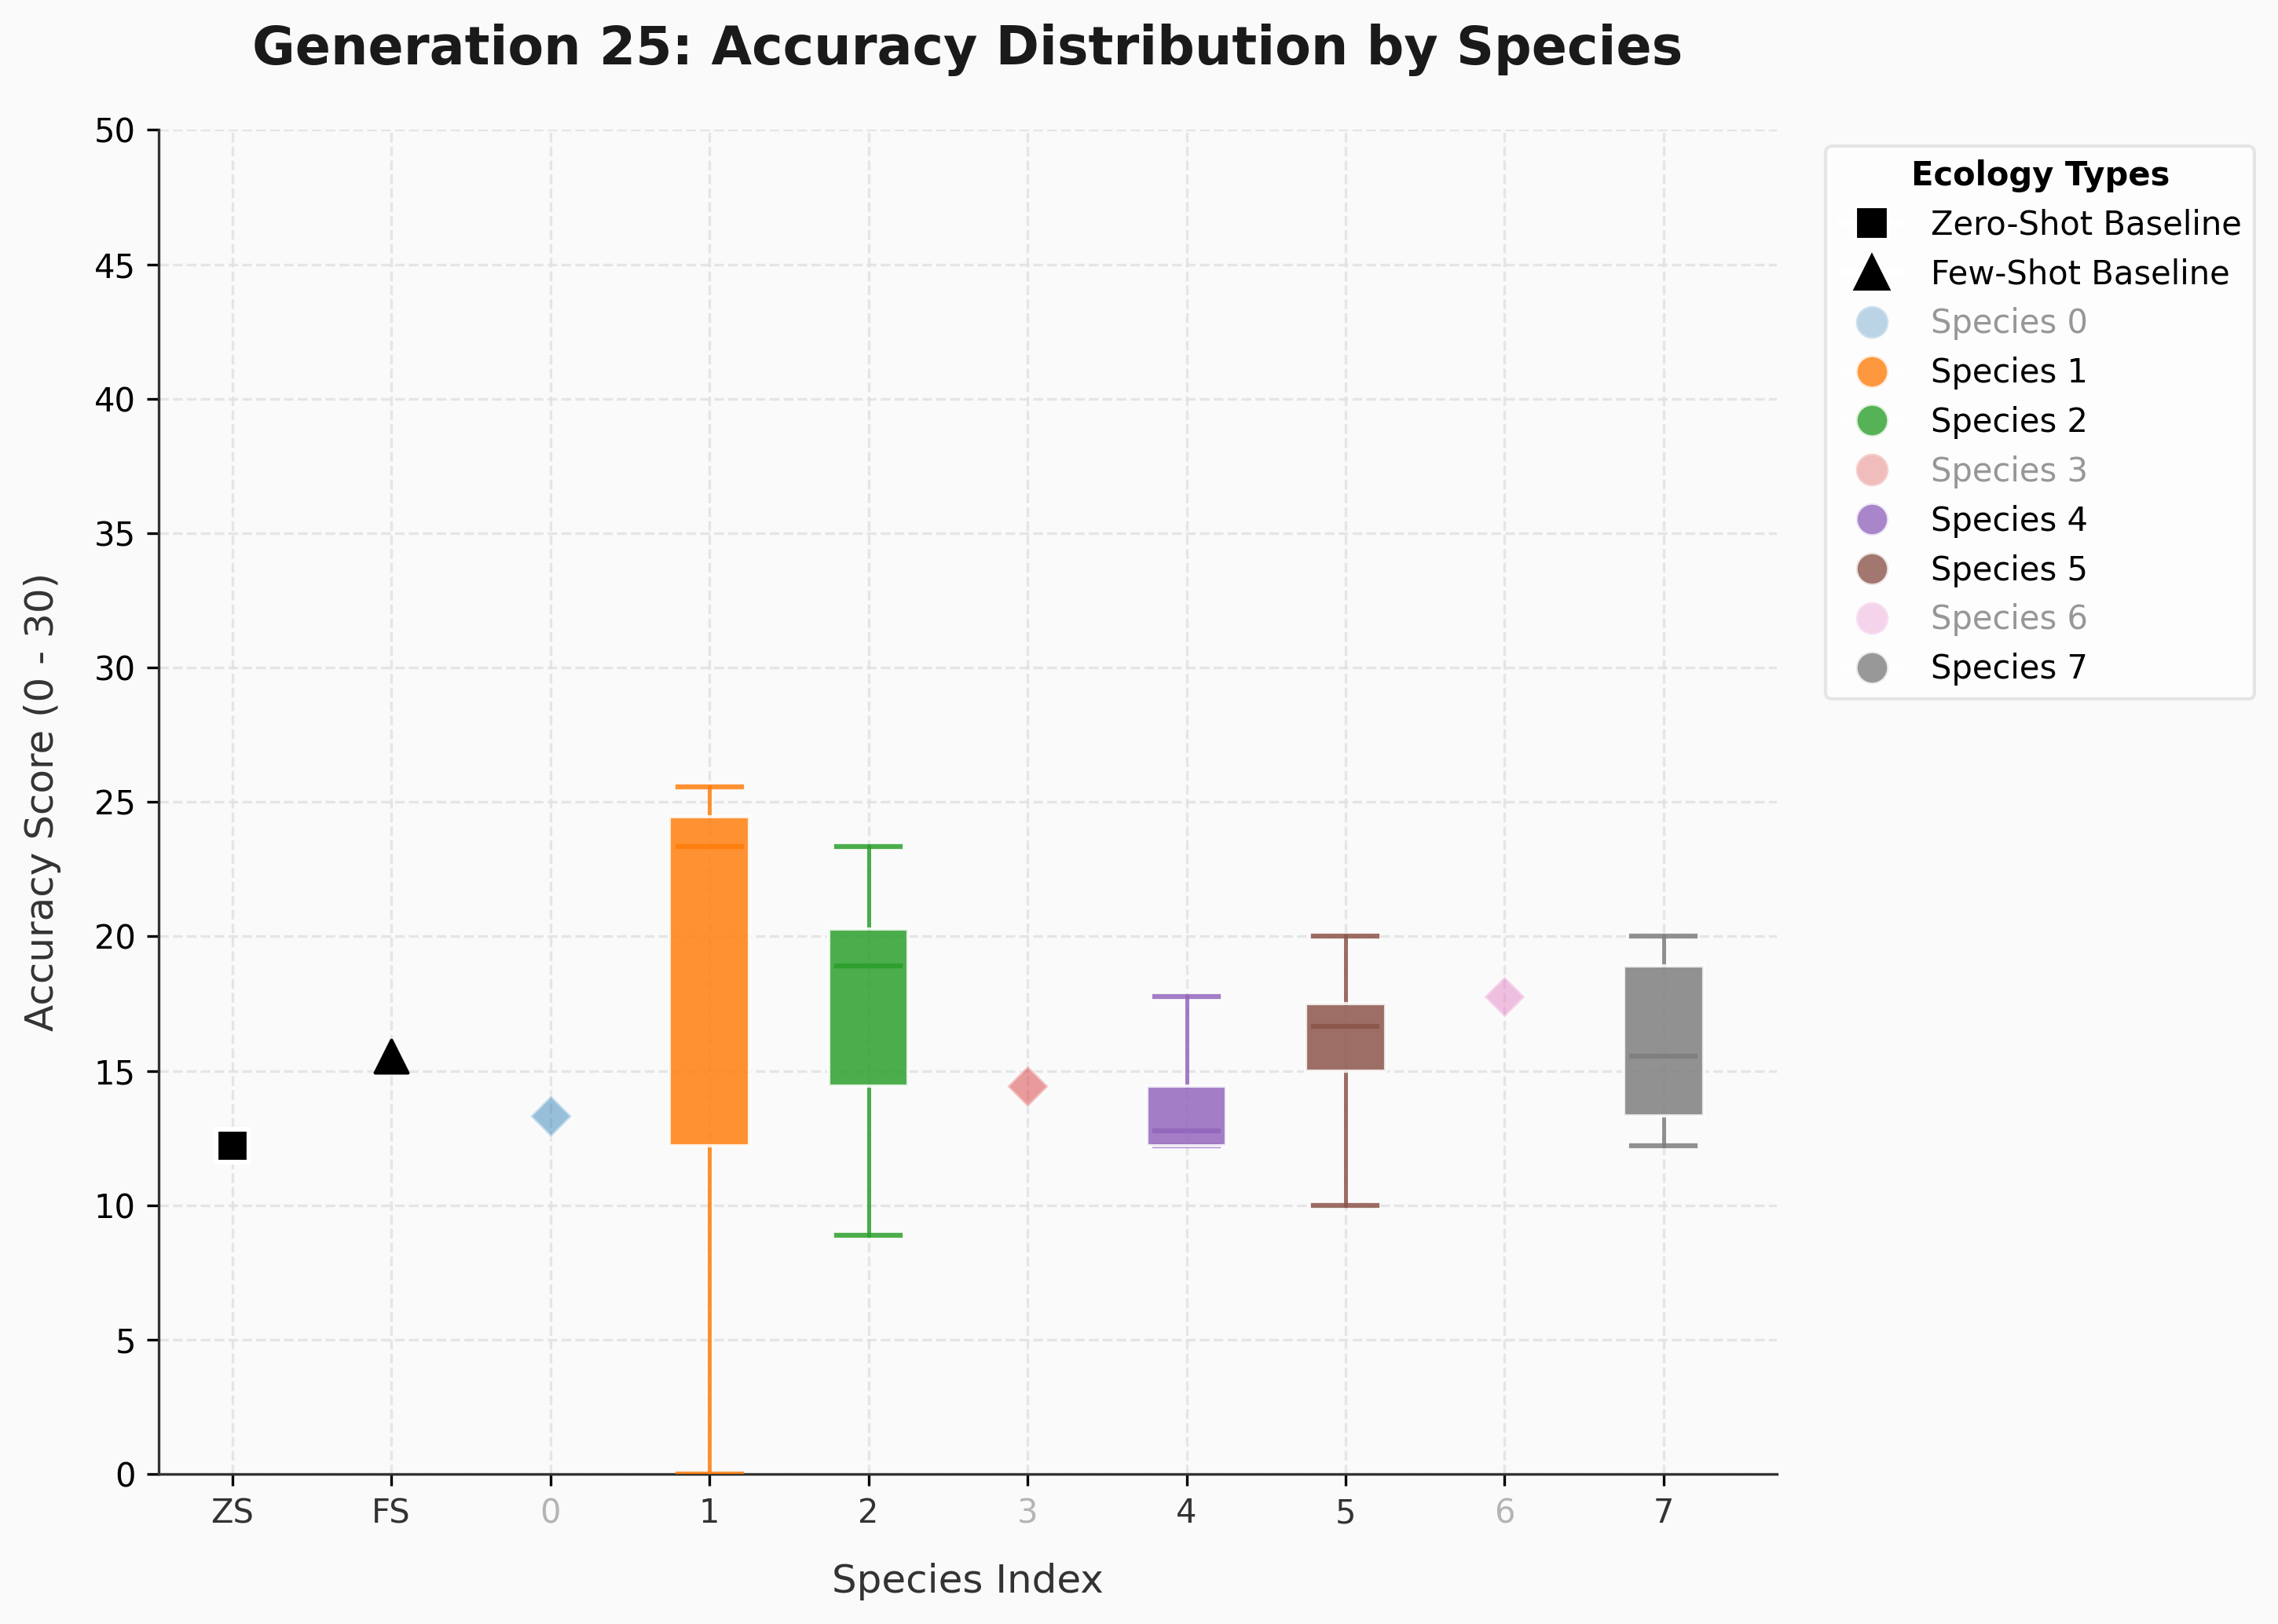 Generation 25: Accuracy Distribution by Species
50
45
40
35
30
25
20
15
10
5
0
Accuracy Score (0 - 30)
ZS FS 0 1 2 3 4 5 6 7
Species Index
Ecology Types
Zero-Shot Baseline
Few-Shot Baseline
Species 0
Species 1
Species 2
Species 3
Species 4
Species 5
Species 6
Species 7